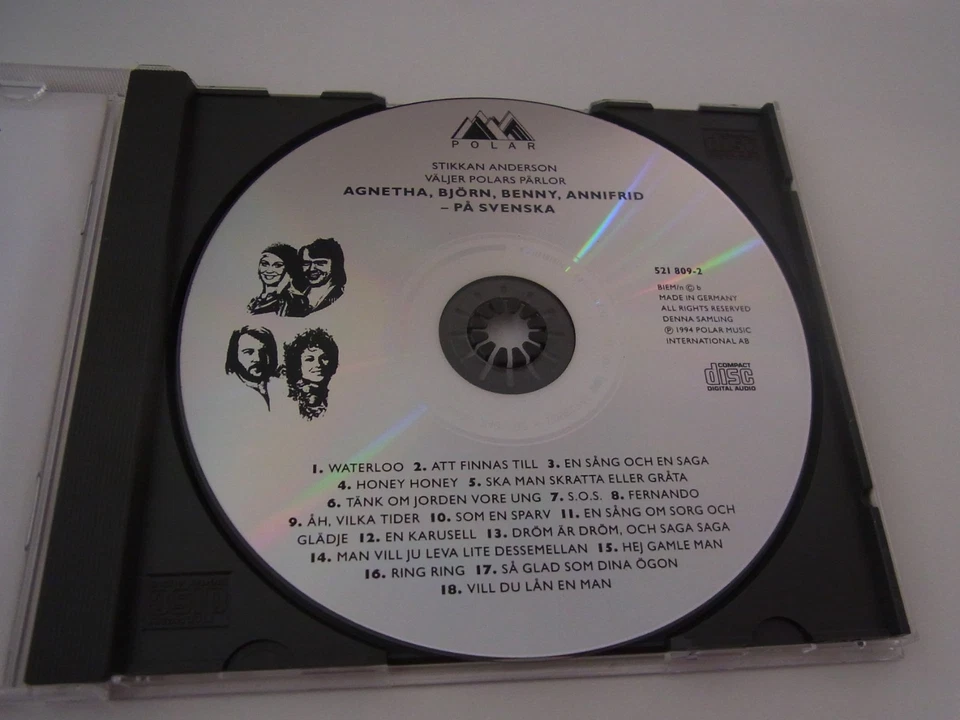 POLAR
STIKKAN ANDERSON
VÄLJER POLARS PÄRLOR
AGNETHA, BJÖRN, BENNY, ANNIFRID
– PÅ SVENSKA
521 809-2
BIEM/n ©b
MADE IN GERMANY
ALL RIGHTS RESERVED
DENNA SAMLING
℗ 1994 POLAR MUSIC
INTERNATIONAL AB
COMPACT
disc
DIGITAL AUDIO
1. WATERLOO 2. ATT FINNAS TILL 3. EN SÅNG OCH EN SAGA
4. HONEY HONEY 5. SKA MAN SKRATTA ELLER GRÅTA
6. TÄNK OM JORDEN VORE UNG 7. S.O.S. 8. FERNANDO
9. ÅH, VILKA TIDER 10. SOM EN SPARV 11. EN SÅNG OM SORG OCH
GLÄDJE 12. EN KARUSELL 13. DRÖM ÄR DRÖM, OCH SAGA SAGA
14. MAN VILL JU LEVA LITE DESSEMELLAN 15. HEJ GAMLE MAN
16. RING RING 17. SÅ GLAD SOM DINA ÖGON
18. VILL DU LÅN EN MAN